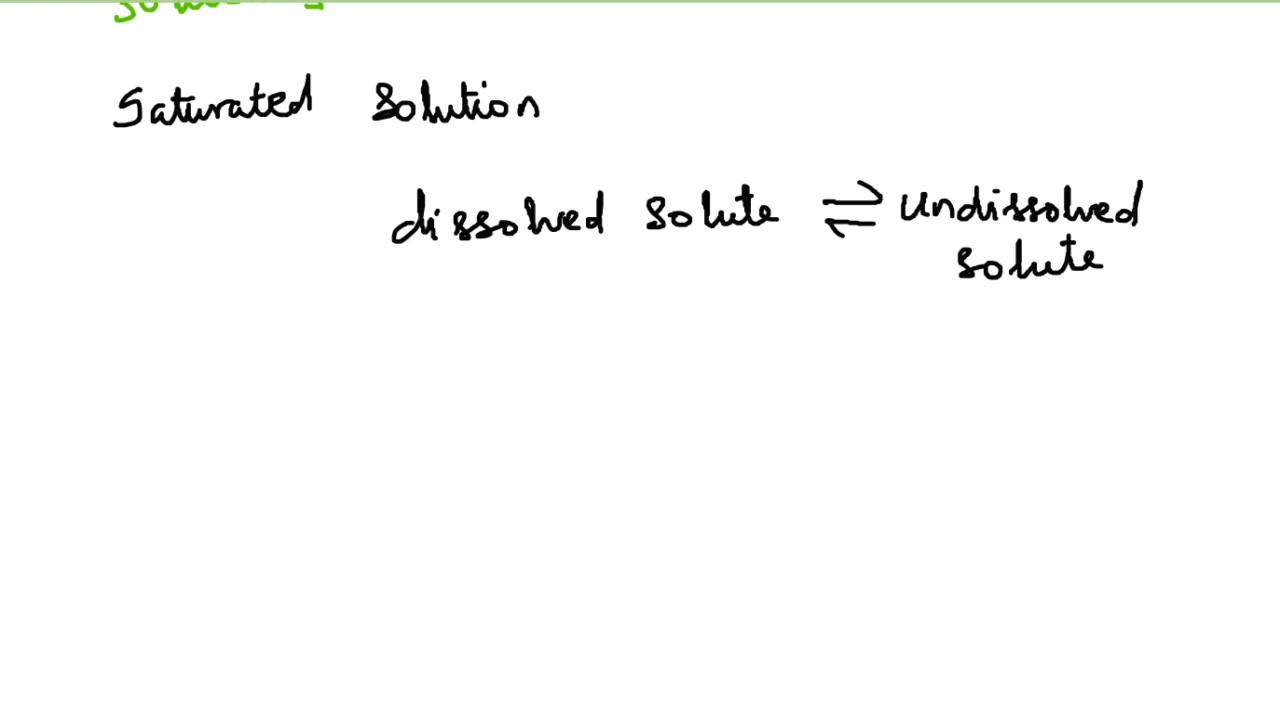 Saturated Solution
dissolved solute ⇌ undissolved
solute